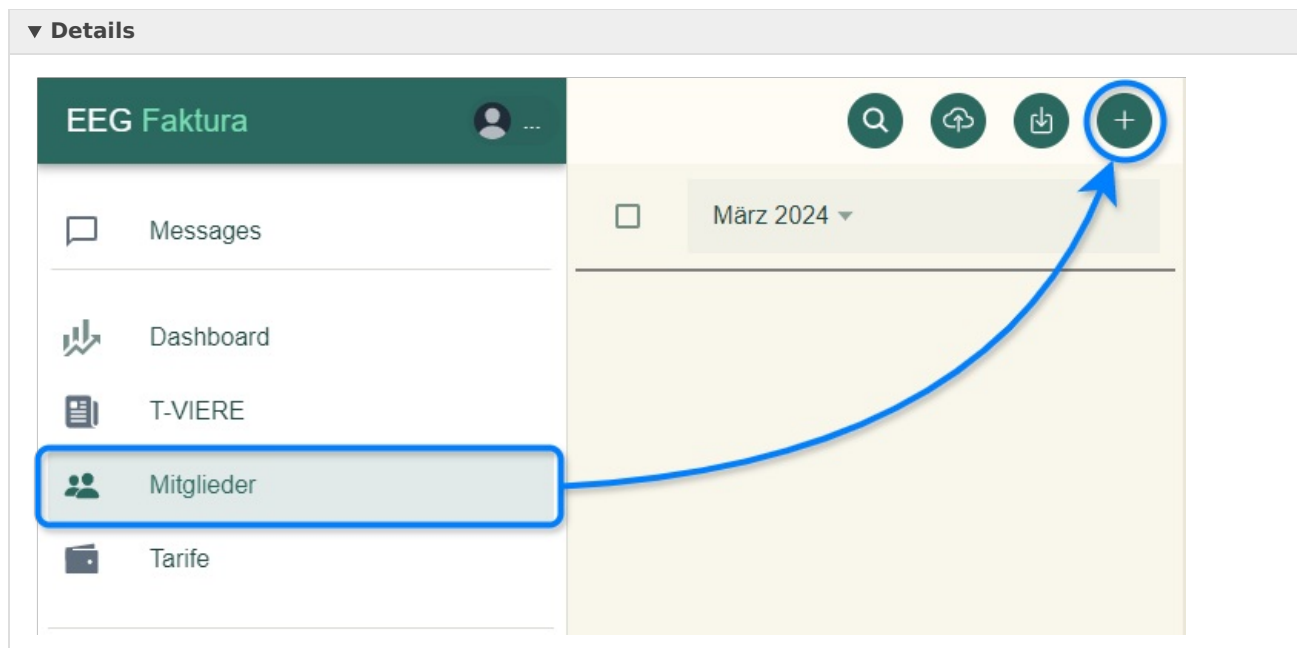 Details
EEG Faktura
...
Messages
März 2024
Dashboard
T-VIERE
Mitglieder
Tarife